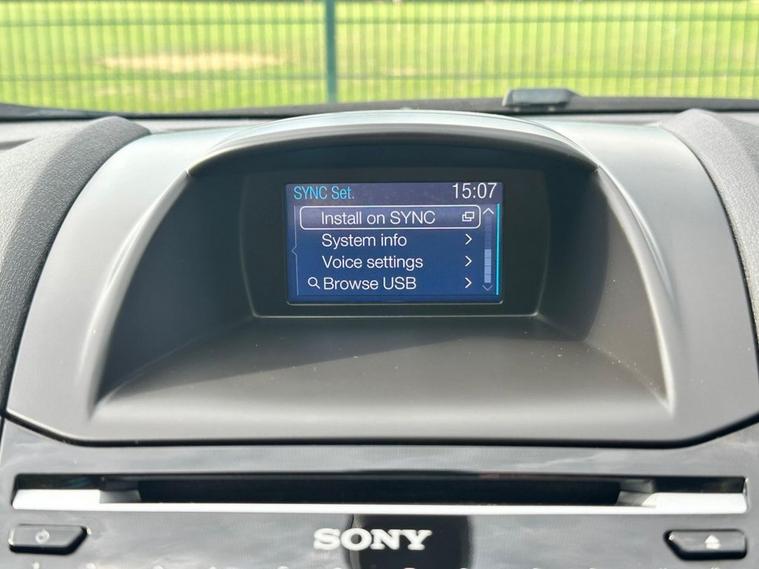 SYNC Set. 15:07
Install on SYNC
System info
Voice settings
Browse USB
SONY